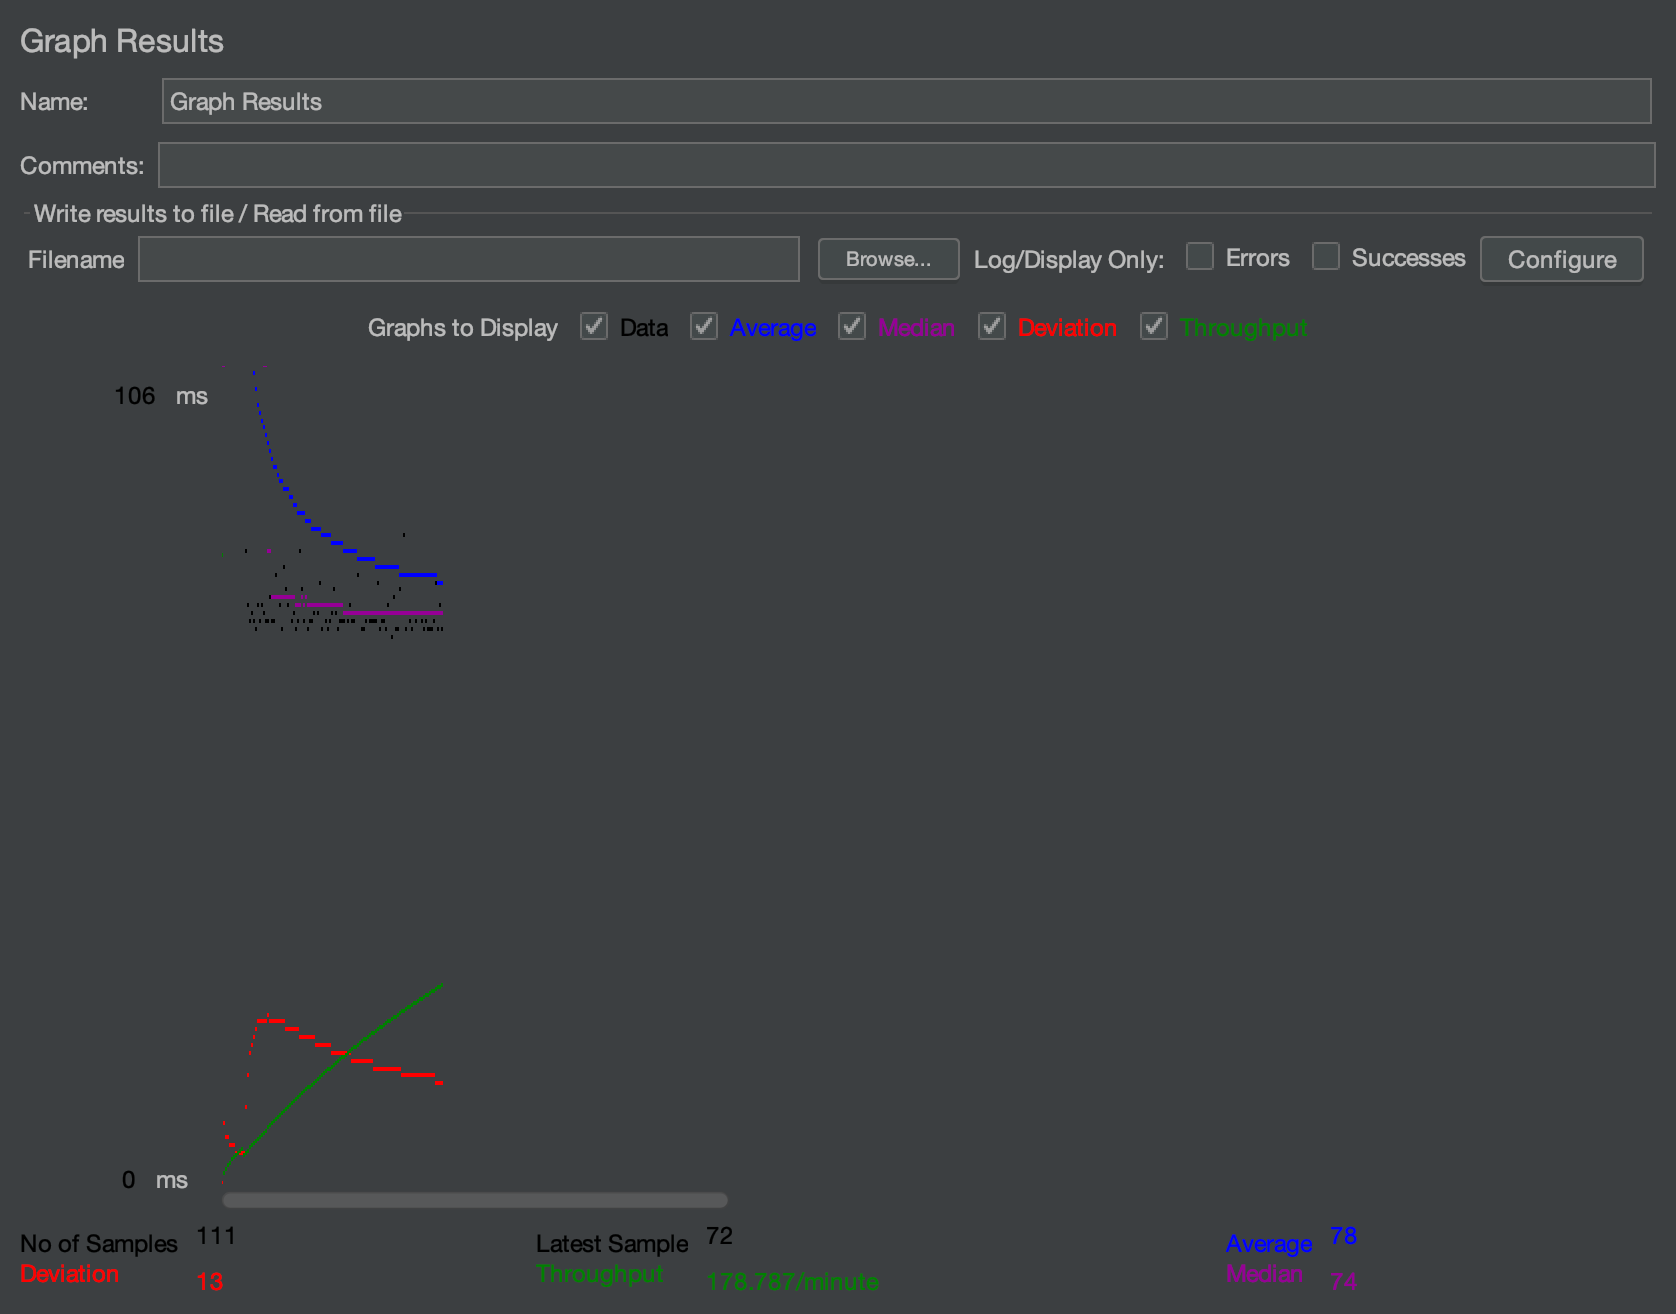 Graph Results
Name: Graph Results
Comments:
Write results to file / Read from file
Filename Browse... Log/Display Only: Errors Successes Configure
Graphs to Display Data Average Median Deviation Throughput
106 ms
0 ms
No of Samples 111 Latest Sample 72 Average 78
Deviation 13 Throughput 178.787/minute Median 74